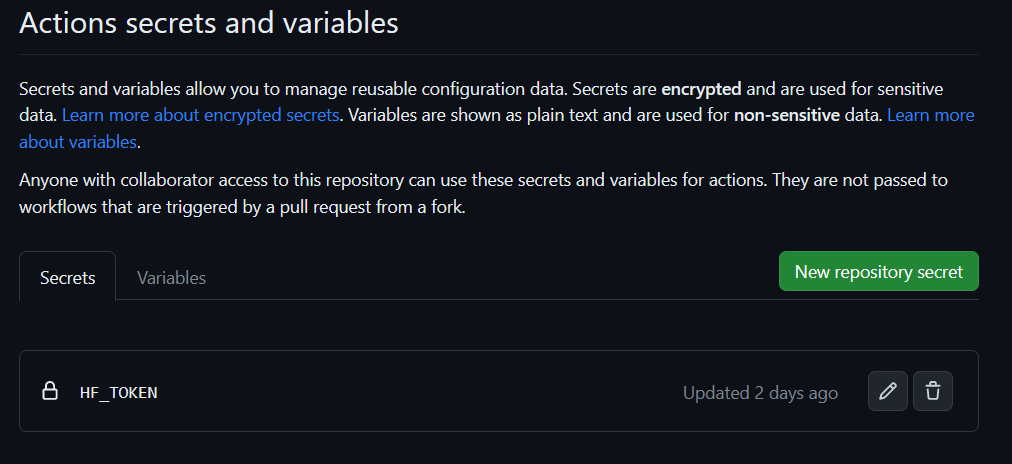 Actions secrets and variables
Secrets and variables allow you to manage reusable configuration data. Secrets are encrypted and are used for sensitive
data. Learn more about encrypted secrets. Variables are shown as plain text and are used for non-sensitive data. Learn more
about variables.
Anyone with collaborator access to this repository can use these secrets and variables for actions. They are not passed to
workflows that are triggered by a pull request from a fork.
Secrets Variables New repository secret
HF_TOKEN Updated 2 days ago